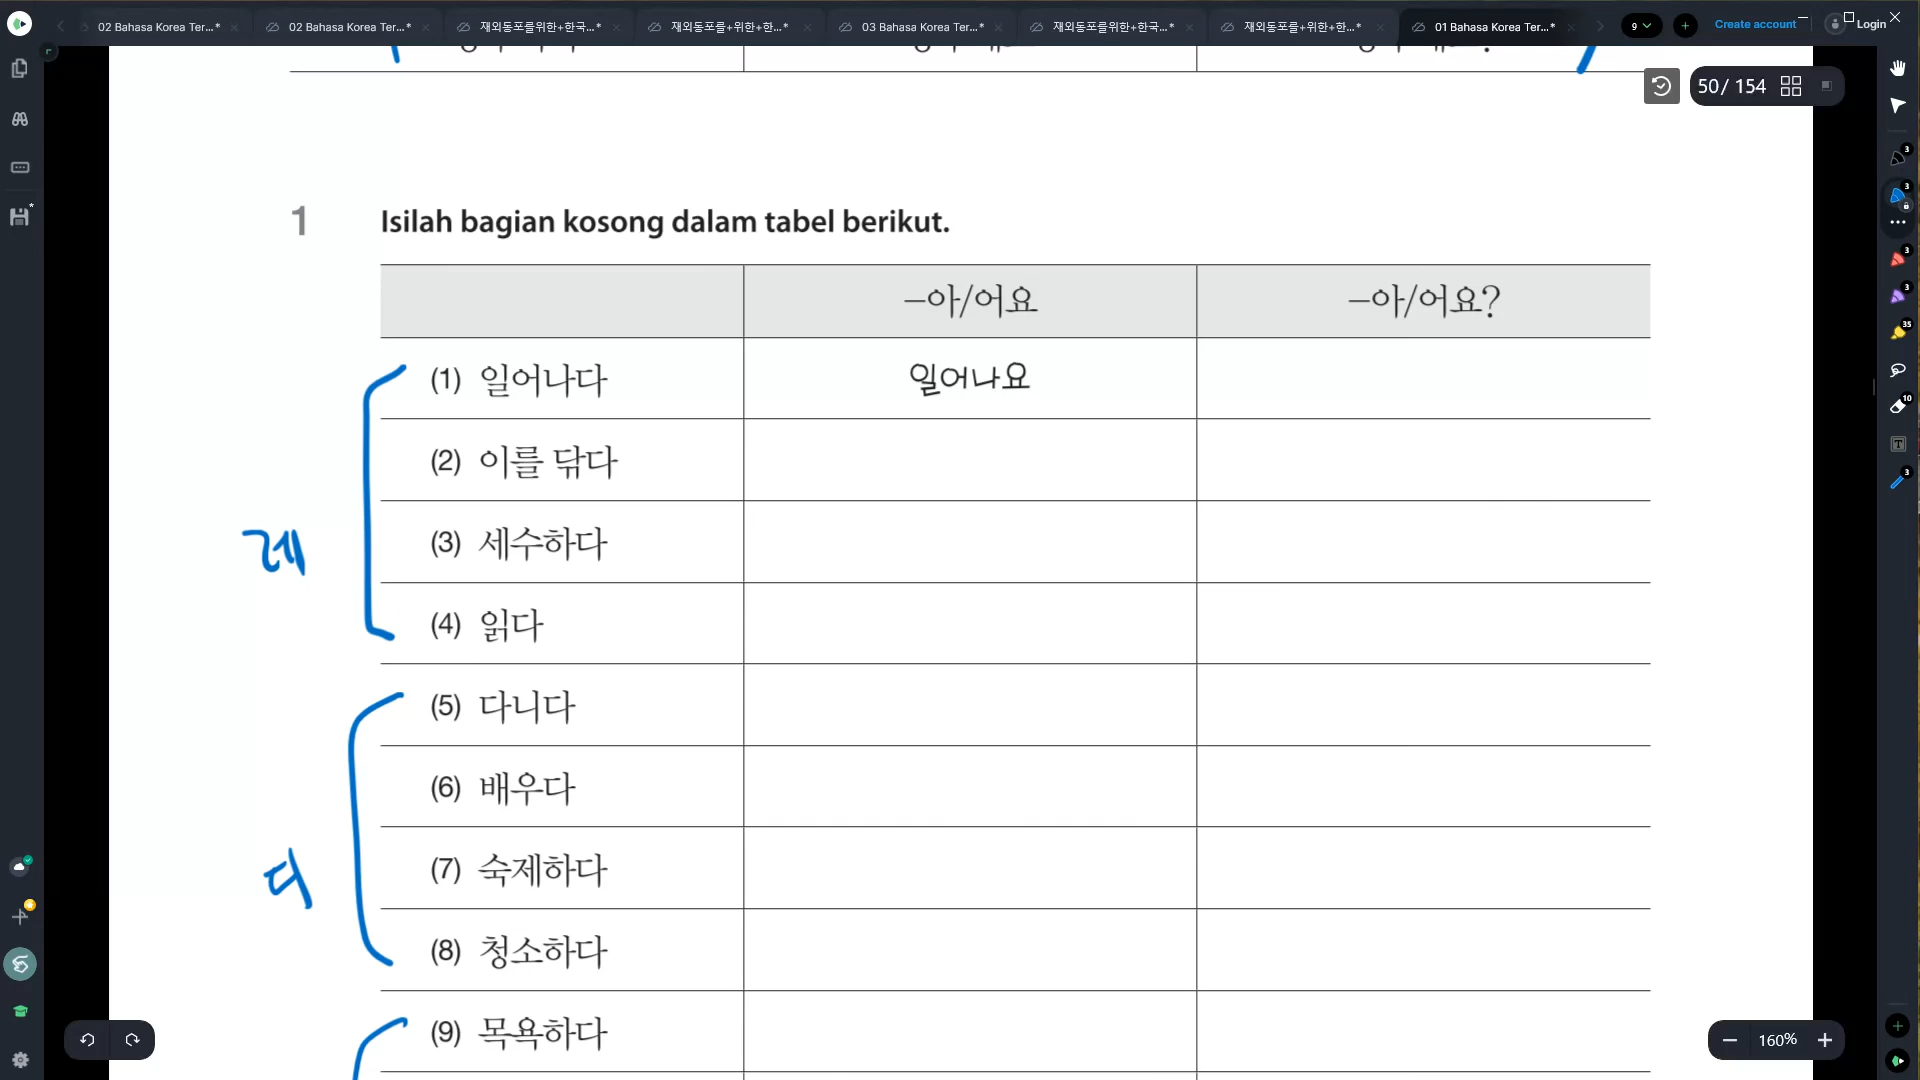 02 Bahasa Korea Ter...* 02 Bahasa Korea Ter...* 재외동포를위한+한국...* 재외동포를+위한+한...* 03 Bahasa Korea Ter...* 재외동포를위한+한국...* 재외동포를+위한+한...* 01 Bahasa Korea Ter...* 9 Create account Login
50 / 154
1 Isilah bagian kosong dalam tabel berikut.
–아/어요 –아/어요?
(1) 일어나다 일어나요
(2) 이를 닦다
(3) 세수하다
레
(4) 읽다
(5) 다니다
(6) 배우다
(7) 숙제하다
더
(8) 청소하다
(9) 목욕하다
160%